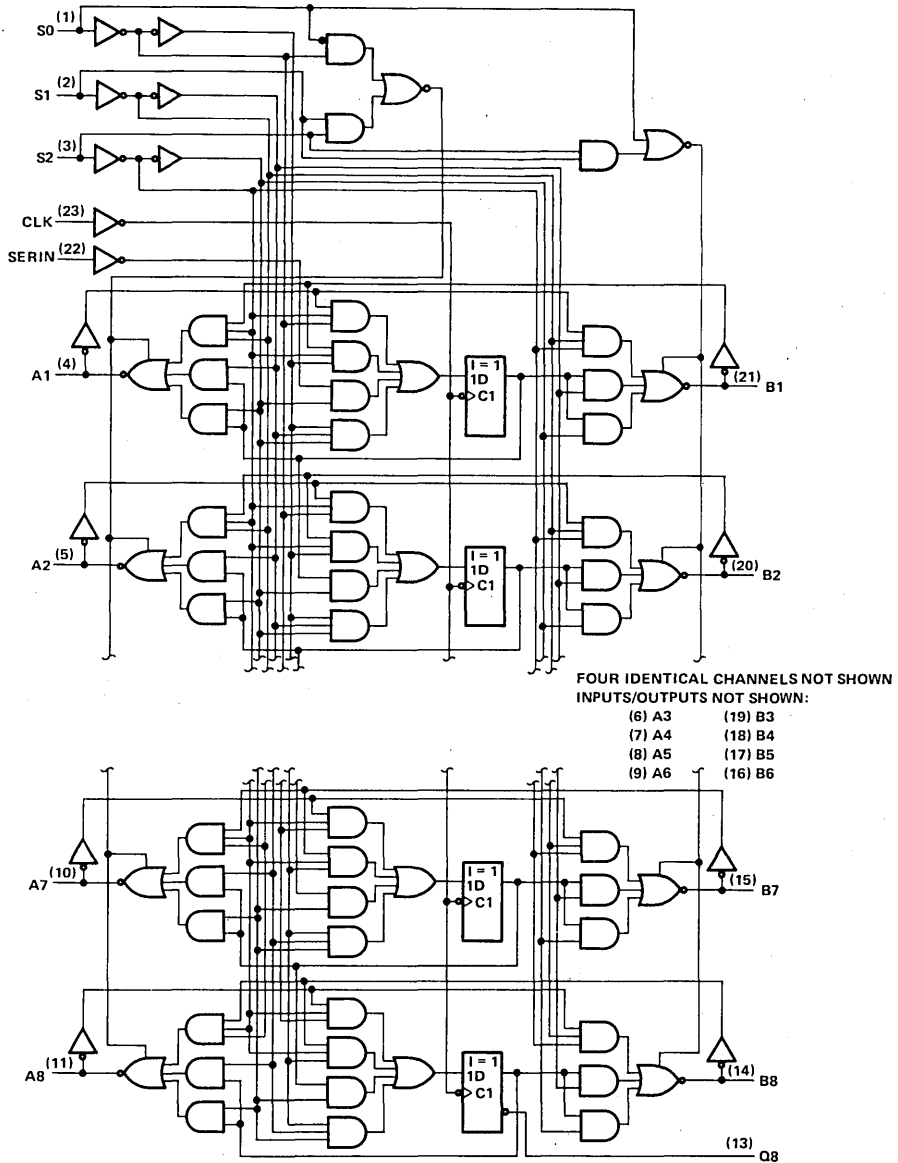 S0 (1)
S1 (2)
S2 (3)
CLK (23)
SERIN (22)
A1 (4)
I = 1
1D
C1
(21) B1
A2 (5)
I = 1
1D
C1
(20) B2
FOUR IDENTICAL CHANNELS NOT SHOWN
INPUTS/OUTPUTS NOT SHOWN:
(6) A3 (19) B3
(7) A4 (18) B4
(8) A5 (17) B5
(9) A6 (16) B6
A7 (10)
I = 1
1D
C1
(15) B7
A8 (11)
I = 1
1D
C1
(14) B8
(13) Q8